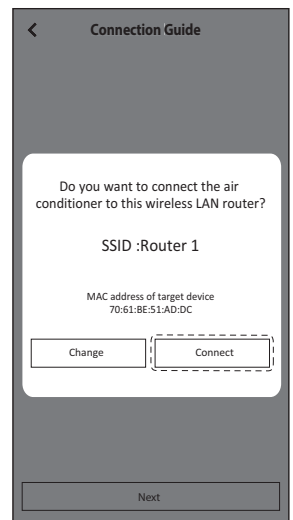 Connection Guide
Do you want to connect the air
conditioner to this wireless LAN router?
SSID :Router 1
MAC address of target device
70:61:BE:51:AD:DC
Change
Connect
Next